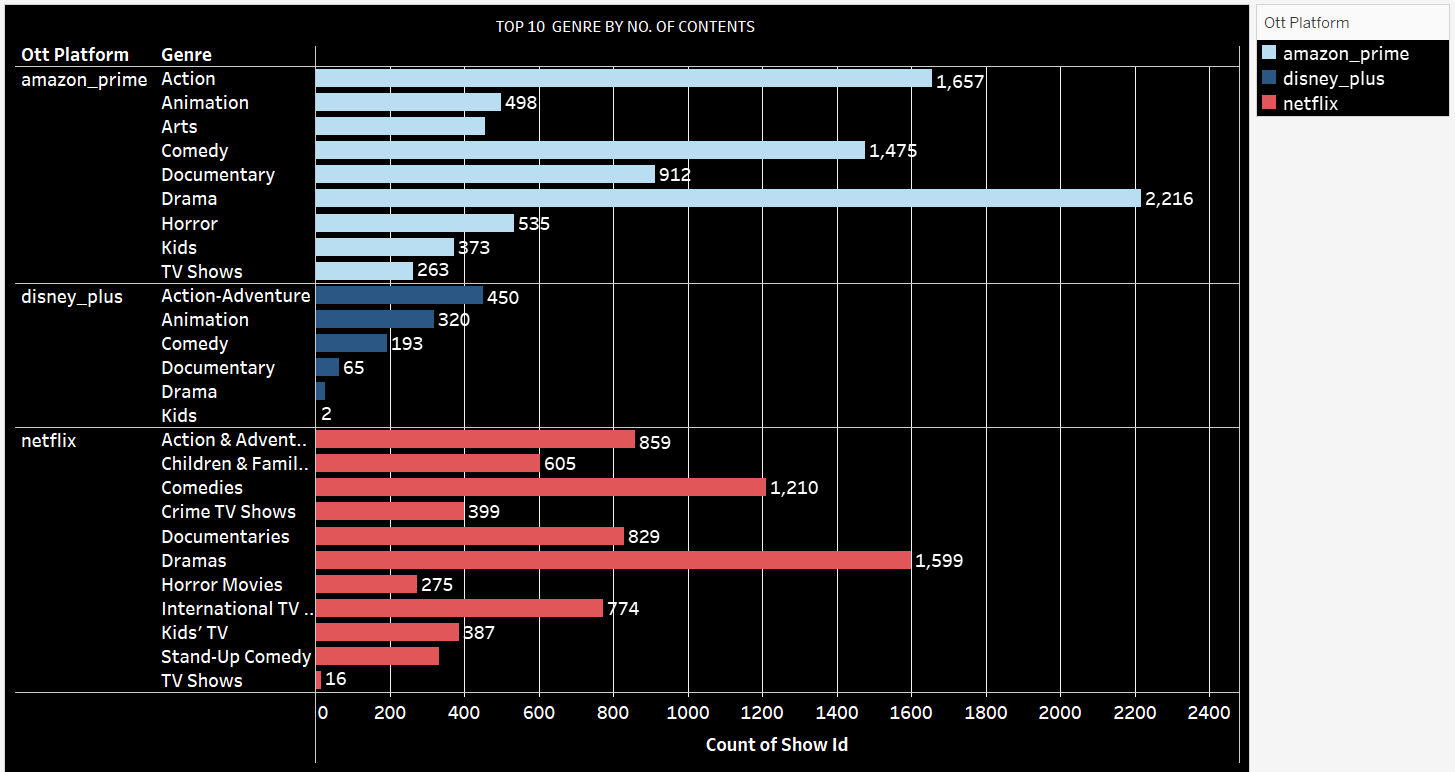 TOP 10 GENRE BY NO. OF CONTENTS
Ott Platform Genre
amazon_prime Action 1,657
Animation 498
Arts
Comedy 1,475
Documentary 912
Drama 2,216
Horror 535
Kids 373
TV Shows 263
disney_plus Action-Adventure 450
Animation 320
Comedy 193
Documentary 65
Drama
Kids 2
netflix Action & Advent.. 859
Children & Famil.. 605
Comedies 1,210
Crime TV Shows 399
Documentaries 829
Dramas 1,599
Horror Movies 275
International TV .. 774
Kids’ TV 387
Stand-Up Comedy
TV Shows 16
0 200 400 600 800 1000 1200 1400 1600 1800 2000 2200 2400
Count of Show Id
Ott Platform
amazon_prime
disney_plus
netflix